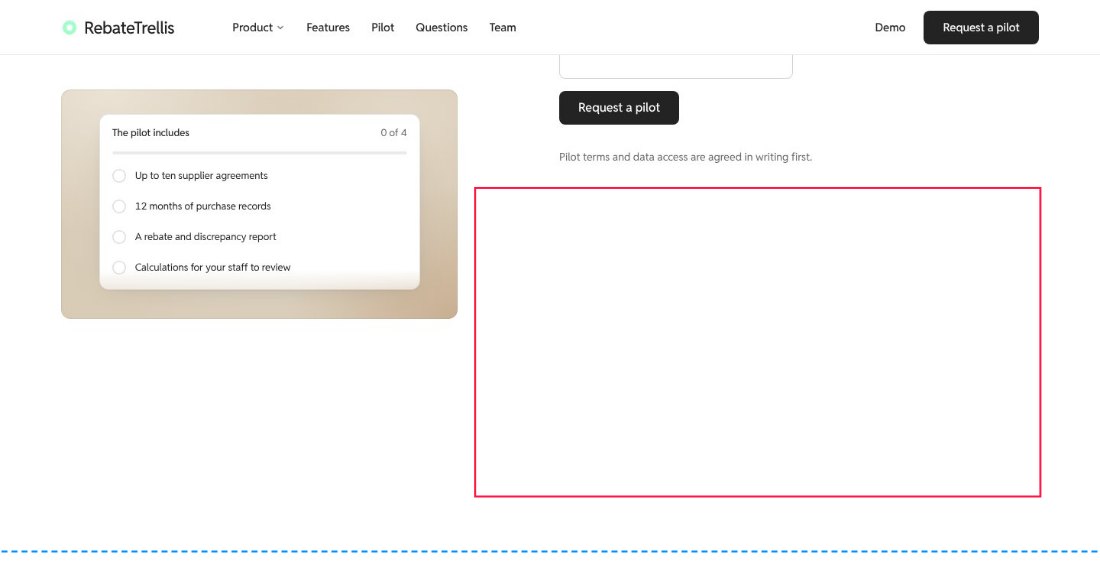 RebateTrellis
Product
Features
Pilot
Questions
Team
Demo
Request a pilot
The pilot includes
0 of 4
Up to ten supplier agreements
12 months of purchase records
A rebate and discrepancy report
Calculations for your staff to review
Request a pilot
Pilot terms and data access are agreed in writing first.